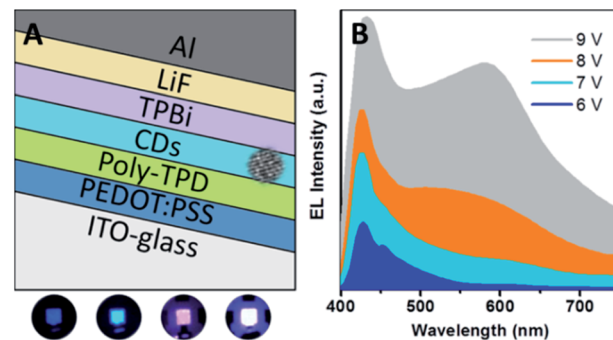 A
Al
LiF
TPBi
CDs
Poly-TPD
PEDOT:PSS
ITO-glass
B
EL Intensity (a.u.)
9 V
8 V
7 V
6 V
400 500 600 700
Wavelength (nm)